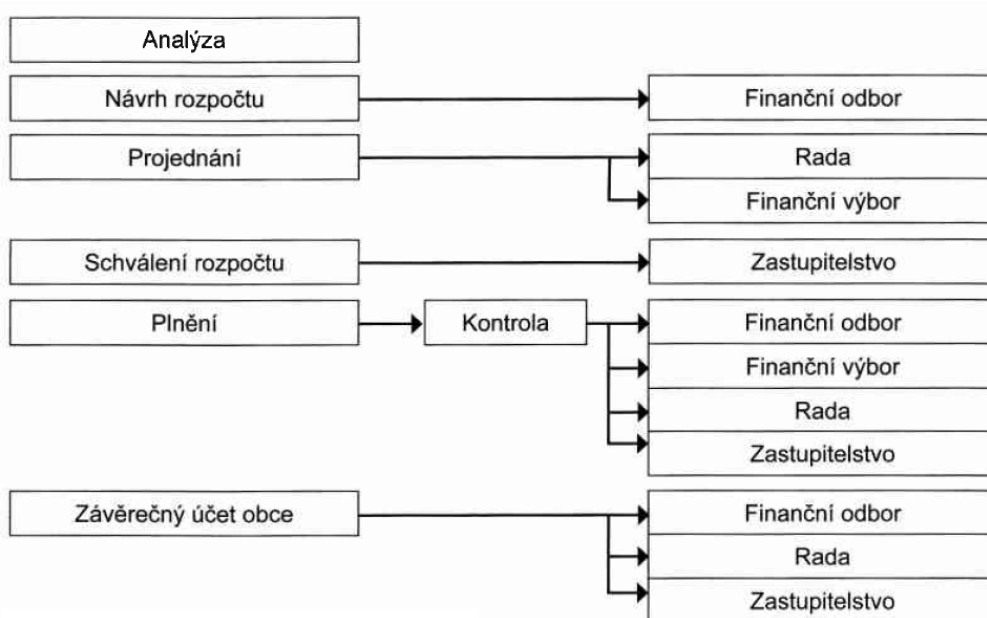 Analýza
Návrh rozpočtu
Finanční odbor
Projednání
Rada
Finanční výbor
Schválení rozpočtu
Zastupitelstvo
Plnění
Kontrola
Finanční odbor
Finanční výbor
Rada
Zastupitelstvo
Závěrečný účet obce
Finanční odbor
Rada
Zastupitelstvo